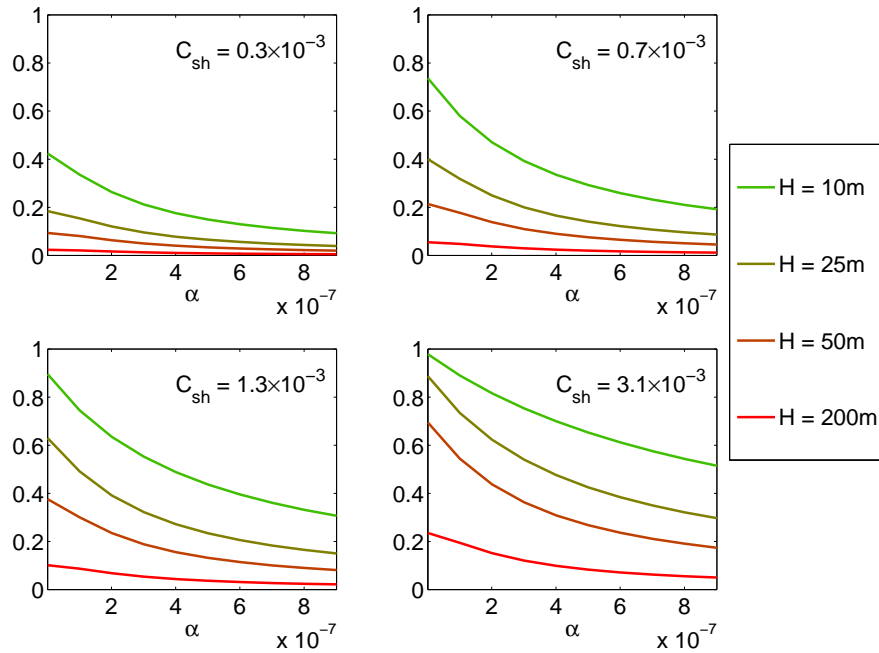 1
0.8
0.6
0.4
0.2
0
C_sh = 0.3×10⁻³
2 4 6 8
α
x 10⁻⁷
1
0.8
0.6
0.4
0.2
0
C_sh = 0.7×10⁻³
2 4 6 8
α
x 10⁻⁷
H = 10m
H = 25m
H = 50m
H = 200m
1
0.8
0.6
0.4
0.2
0
C_sh = 1.3×10⁻³
2 4 6 8
α
x 10⁻⁷
1
0.8
0.6
0.4
0.2
0
C_sh = 3.1×10⁻³
2 4 6 8
α
x 10⁻⁷